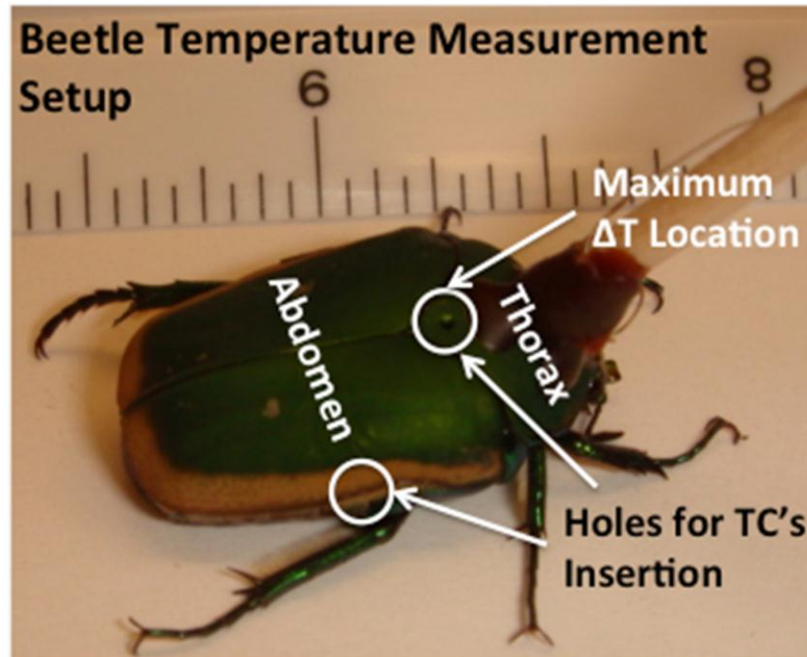 Beetle Temperature Measurement
Setup
6
8
Maximum
ΔT Location
Abdomen
Thorax
Holes for TC's
Insertion